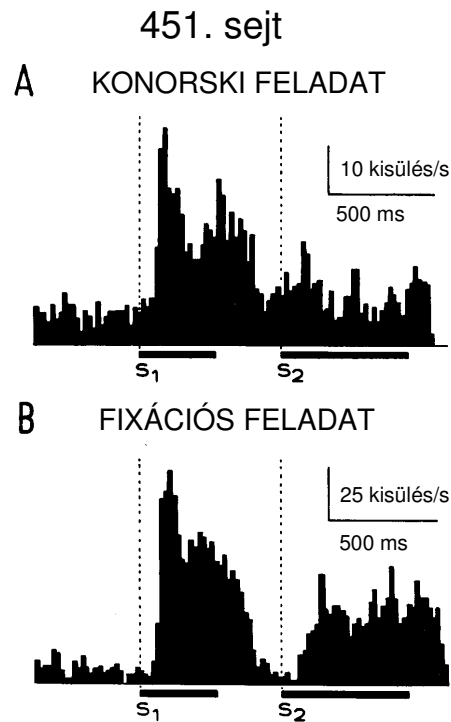 451. sejt
A KONORSKI FELADAT
10 kisülés/s
500 ms
S1 S2
B FIXÁCIÓS FELADAT
25 kisülés/s
500 ms
S1 S2